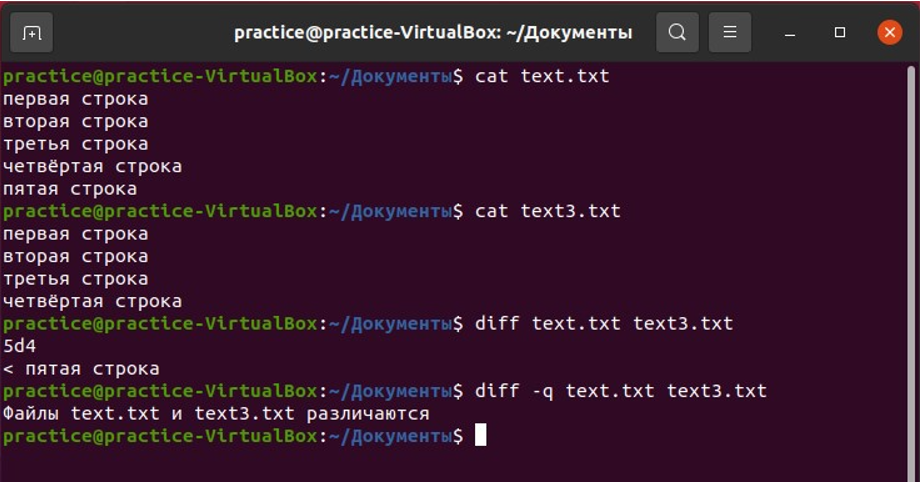 practice@practice-VirtualBox: ~/Документы
practice@practice-VirtualBox:~/Документы$ cat text.txt
первая строка
вторая строка
третья строка
четвёртая строка
пятая строка
practice@practice-VirtualBox:~/Документы$ cat text3.txt
первая строка
вторая строка
третья строка
четвёртая строка
practice@practice-VirtualBox:~/Документы$ diff text.txt text3.txt
5d4
< пятая строка
practice@practice-VirtualBox:~/Документы$ diff -q text.txt text3.txt
Файлы text.txt и text3.txt различаются
practice@practice-VirtualBox:~/Документы$